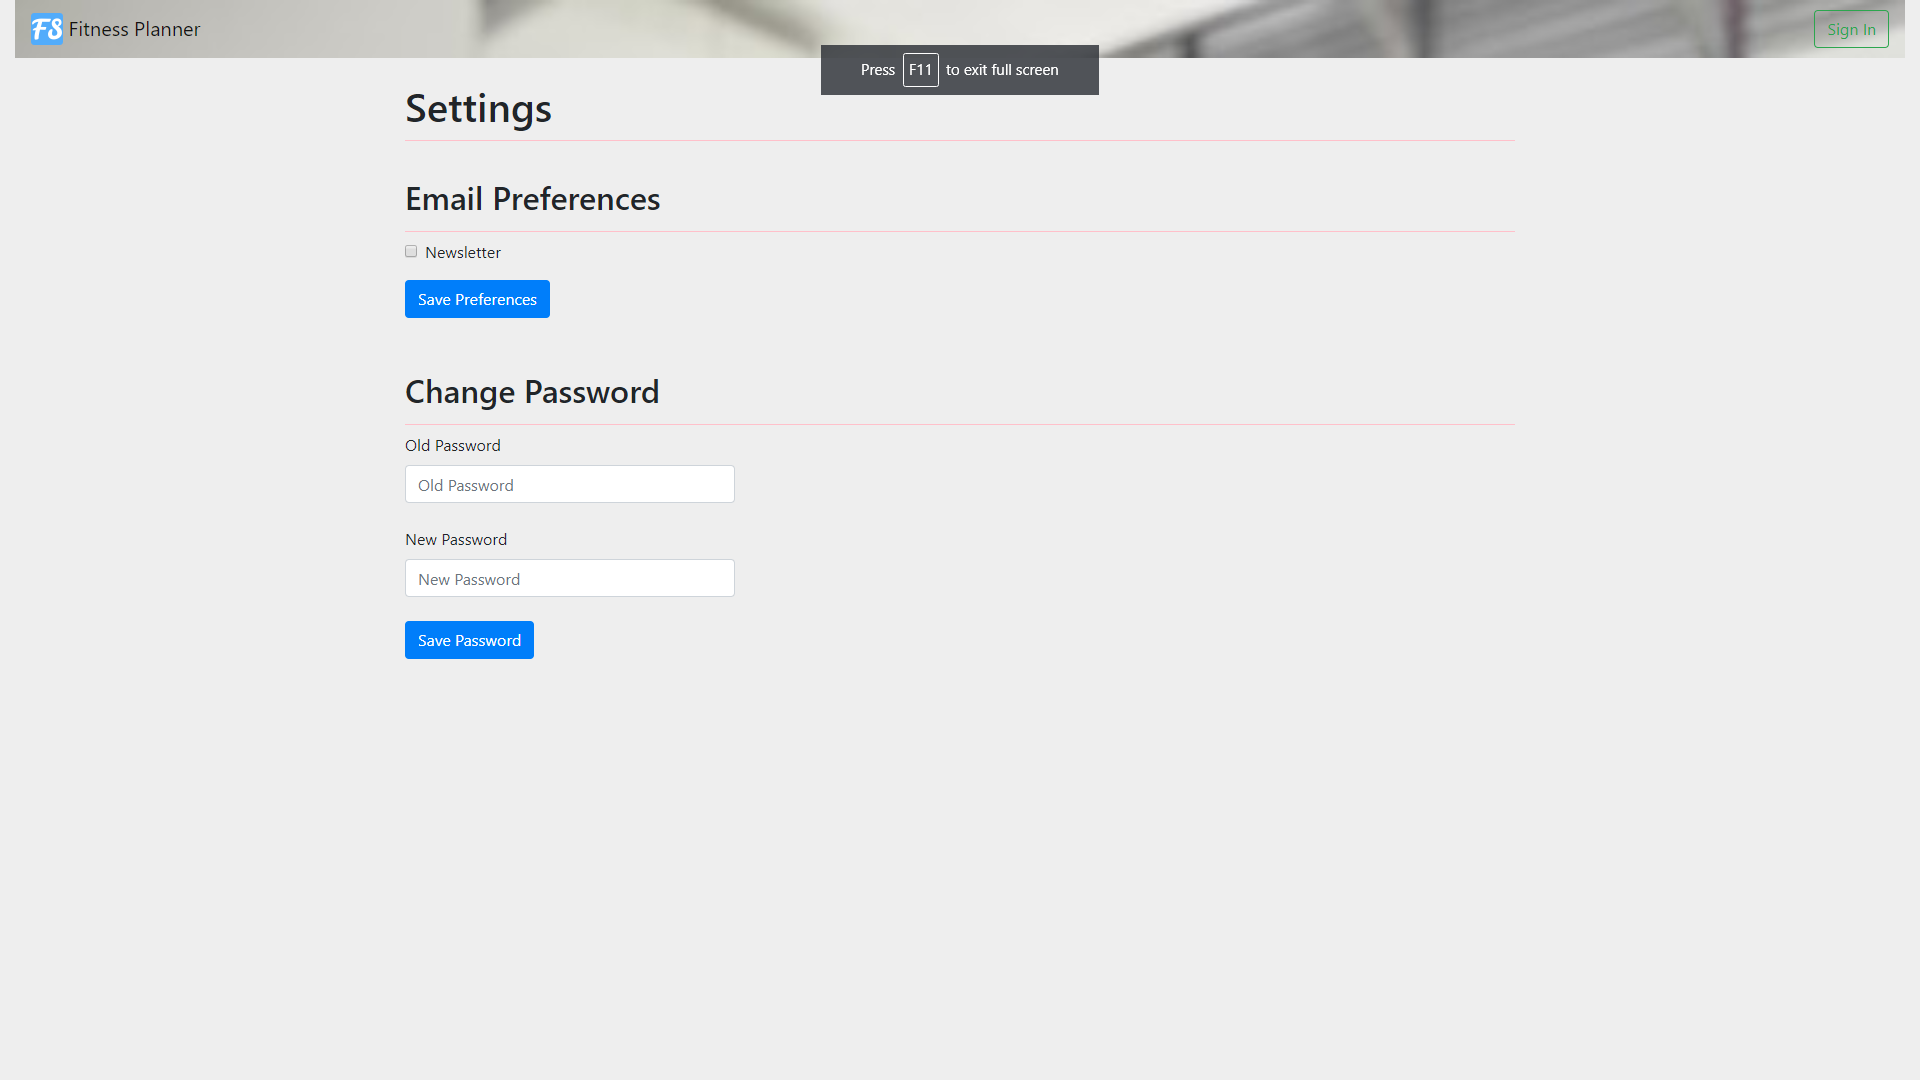 FS Fitness Planner
Sign In
Press F11 to exit full screen
Settings
Email Preferences
Newsletter
Save Preferences
Change Password
Old Password
Old Password
New Password
New Password
Save Password